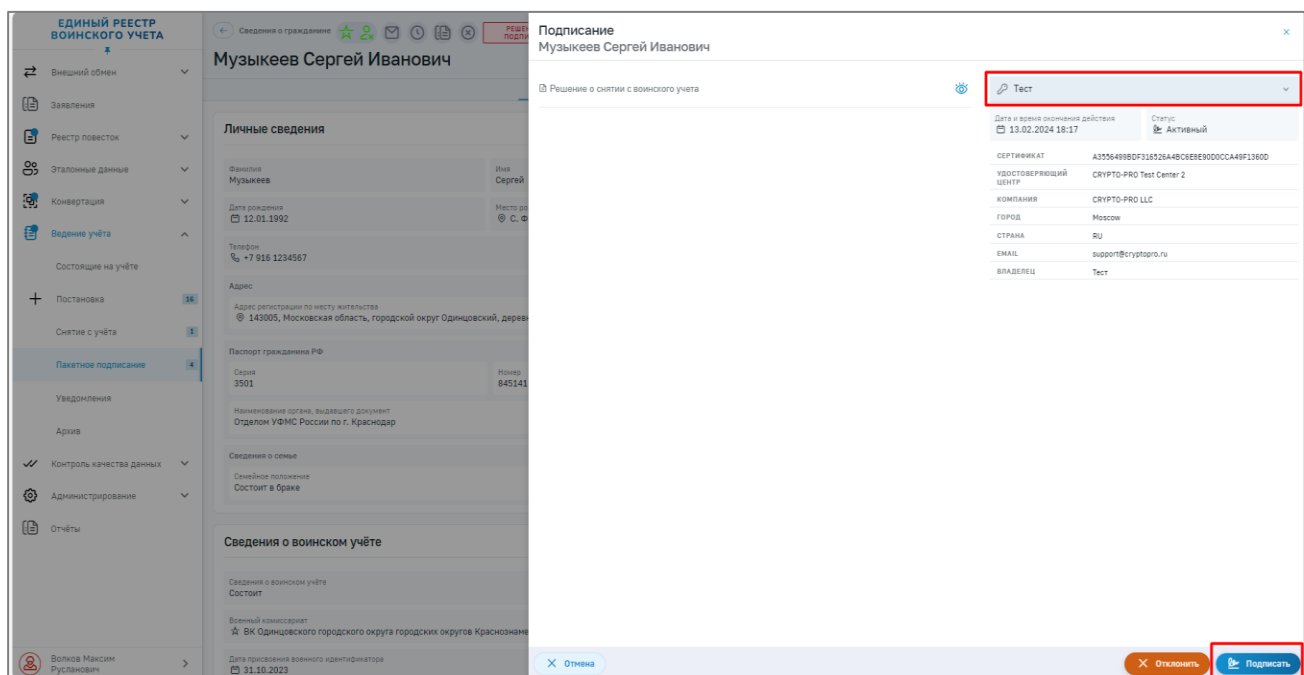 ЕДИНЫЙ РЕЕСТР
ВОИНСКОГО УЧЕТА
Внешний обмен
Заявления
Реестр повесток
Эталонные данные
Конвертация
Ведение учёта
Состоящие на учёте
Постановка 16
Снятие с учёта 1
Пакетное подписание 4
Уведомления
Архив
Контроль качества данных
Администрирование
Отчёты
Волков Максим
Русланович
Сведения о гражданине
Музыкеев Сергей Иванович
Личные сведения
Фамилия
Музыкеев
Имя
Сергей
Дата рождения
12.01.1992
Место ро
С. Ф
Телефон
+7 916 1234567
Адрес
Адрес регистрации по месту жительства
143005, Московская область, городской округ Одинцовский, дерев
Паспорт гражданина РФ
Серия
3501
Номер
845141
Наименование органа, выдавшего документ
Отделом УФМС России по г. Краснодар
Сведения о семье
Семейное положение
Состоит в браке
Сведения о воинском учёте
Сведения о воинском учёте
Состоит
Военный комиссариат
ВК Одинцовского городского округа городских округов Краснознаме
Дата присвоения военного идентификатора
31.10.2023
Подписание
Музыкеев Сергей Иванович
Решение о снятии с воинского учета
Тест
Дата и время окончания действия
13.02.2024 18:17
Статус
Активный
СЕРТИФИКАТ A3556499BDF316526A4BC6E8E90D0CCA49F1360D
УДОСТОВЕРЯЮЩИЙ ЦЕНТР CRYPTO-PRO Test Center 2
КОМПАНИЯ CRYPTO-PRO LLC
ГОРОД Moscow
СТРАНА RU
EMAIL support@cryptopro.ru
ВЛАДЕЛЕЦ Тест
Отмена
Отклонить
Подписать